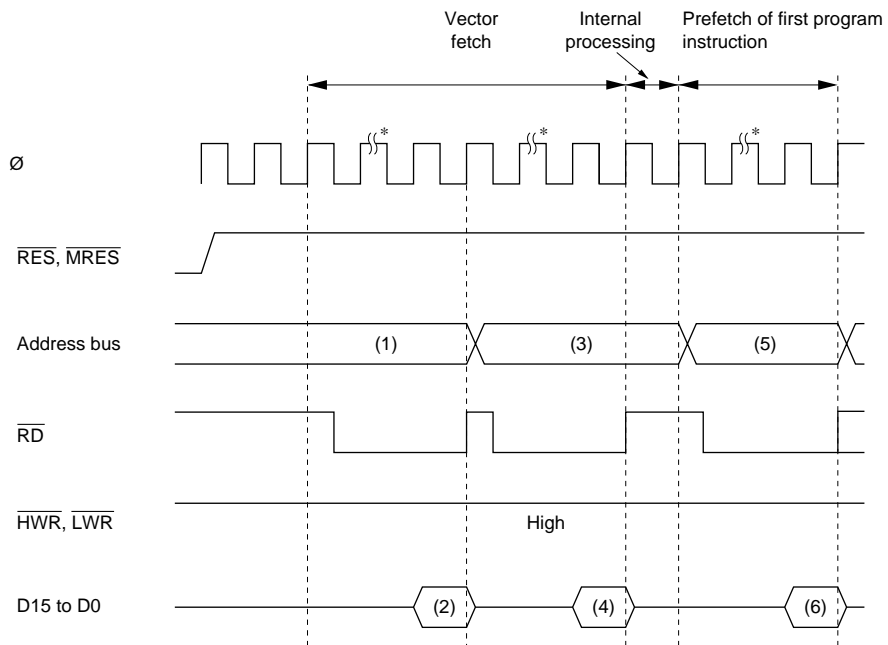 Vector
fetch
Internal
processing
Prefetch of first program
instruction
* * *
Ø
RES, MRES
Address bus
(1) (3) (5)
RD
HWR, LWR
High
D15 to D0
(2) (4) (6)